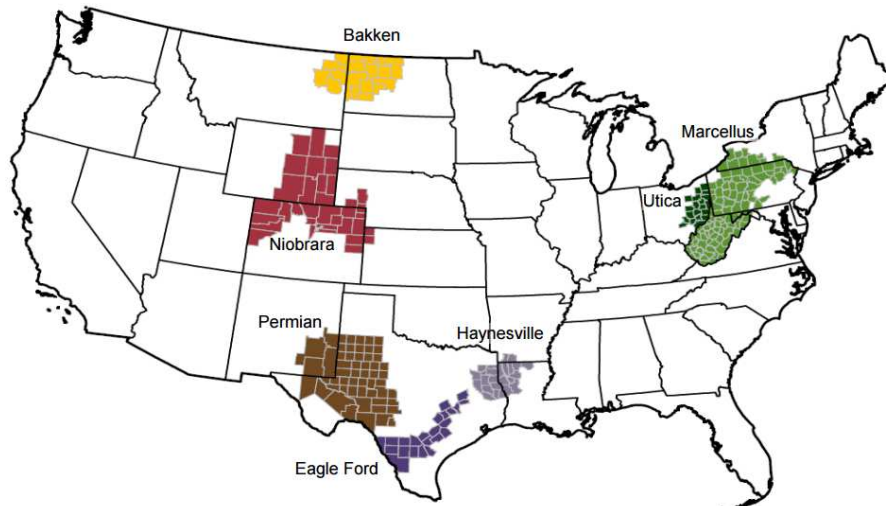 Bakken
Marcellus
Utica
Niobrara
Permian
Haynesville
Eagle Ford